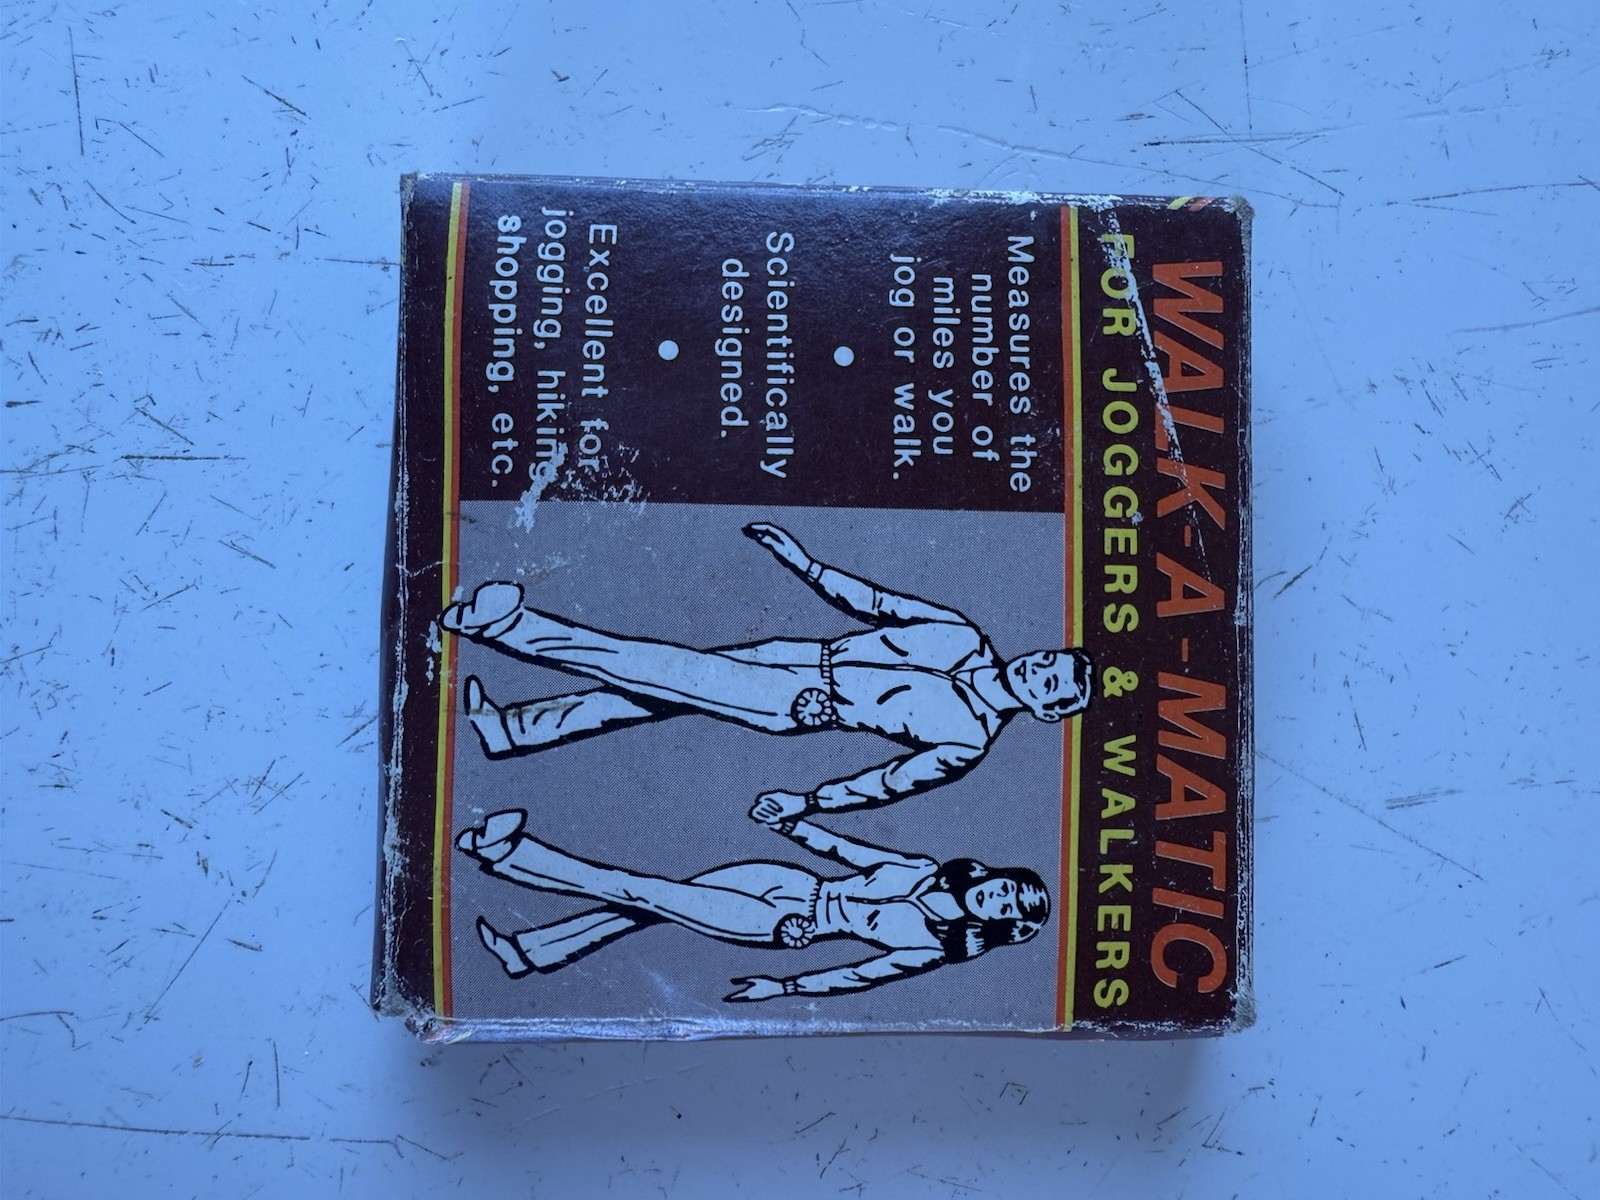 WALK-A-MATIC
FOR JOGGERS & WALKERS
Measures the
number of
miles you
jog or walk.
●
Scientifically
designed.
●
Excellent for
jogging, hiking,
shopping, etc.